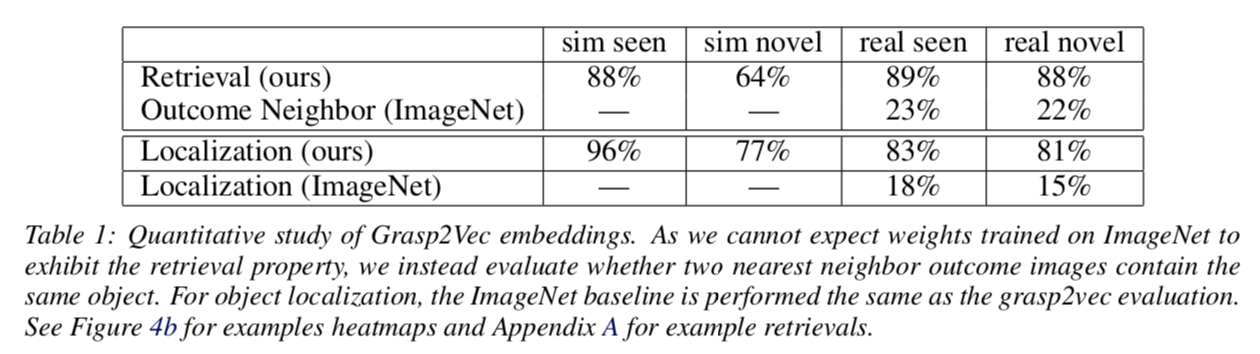 sim seen sim novel real seen real novel
Retrieval (ours) 88% 64% 89% 88%
Outcome Neighbor (ImageNet) — — 23% 22%
Localization (ours) 96% 77% 83% 81%
Localization (ImageNet) — — 18% 15%
Table 1: Quantitative study of Grasp2Vec embeddings. As we cannot expect weights trained on ImageNet to
exhibit the retrieval property, we instead evaluate whether two nearest neighbor outcome images contain the
same object. For object localization, the ImageNet baseline is performed the same as the grasp2vec evaluation.
See Figure 4b for examples heatmaps and Appendix A for example retrievals.